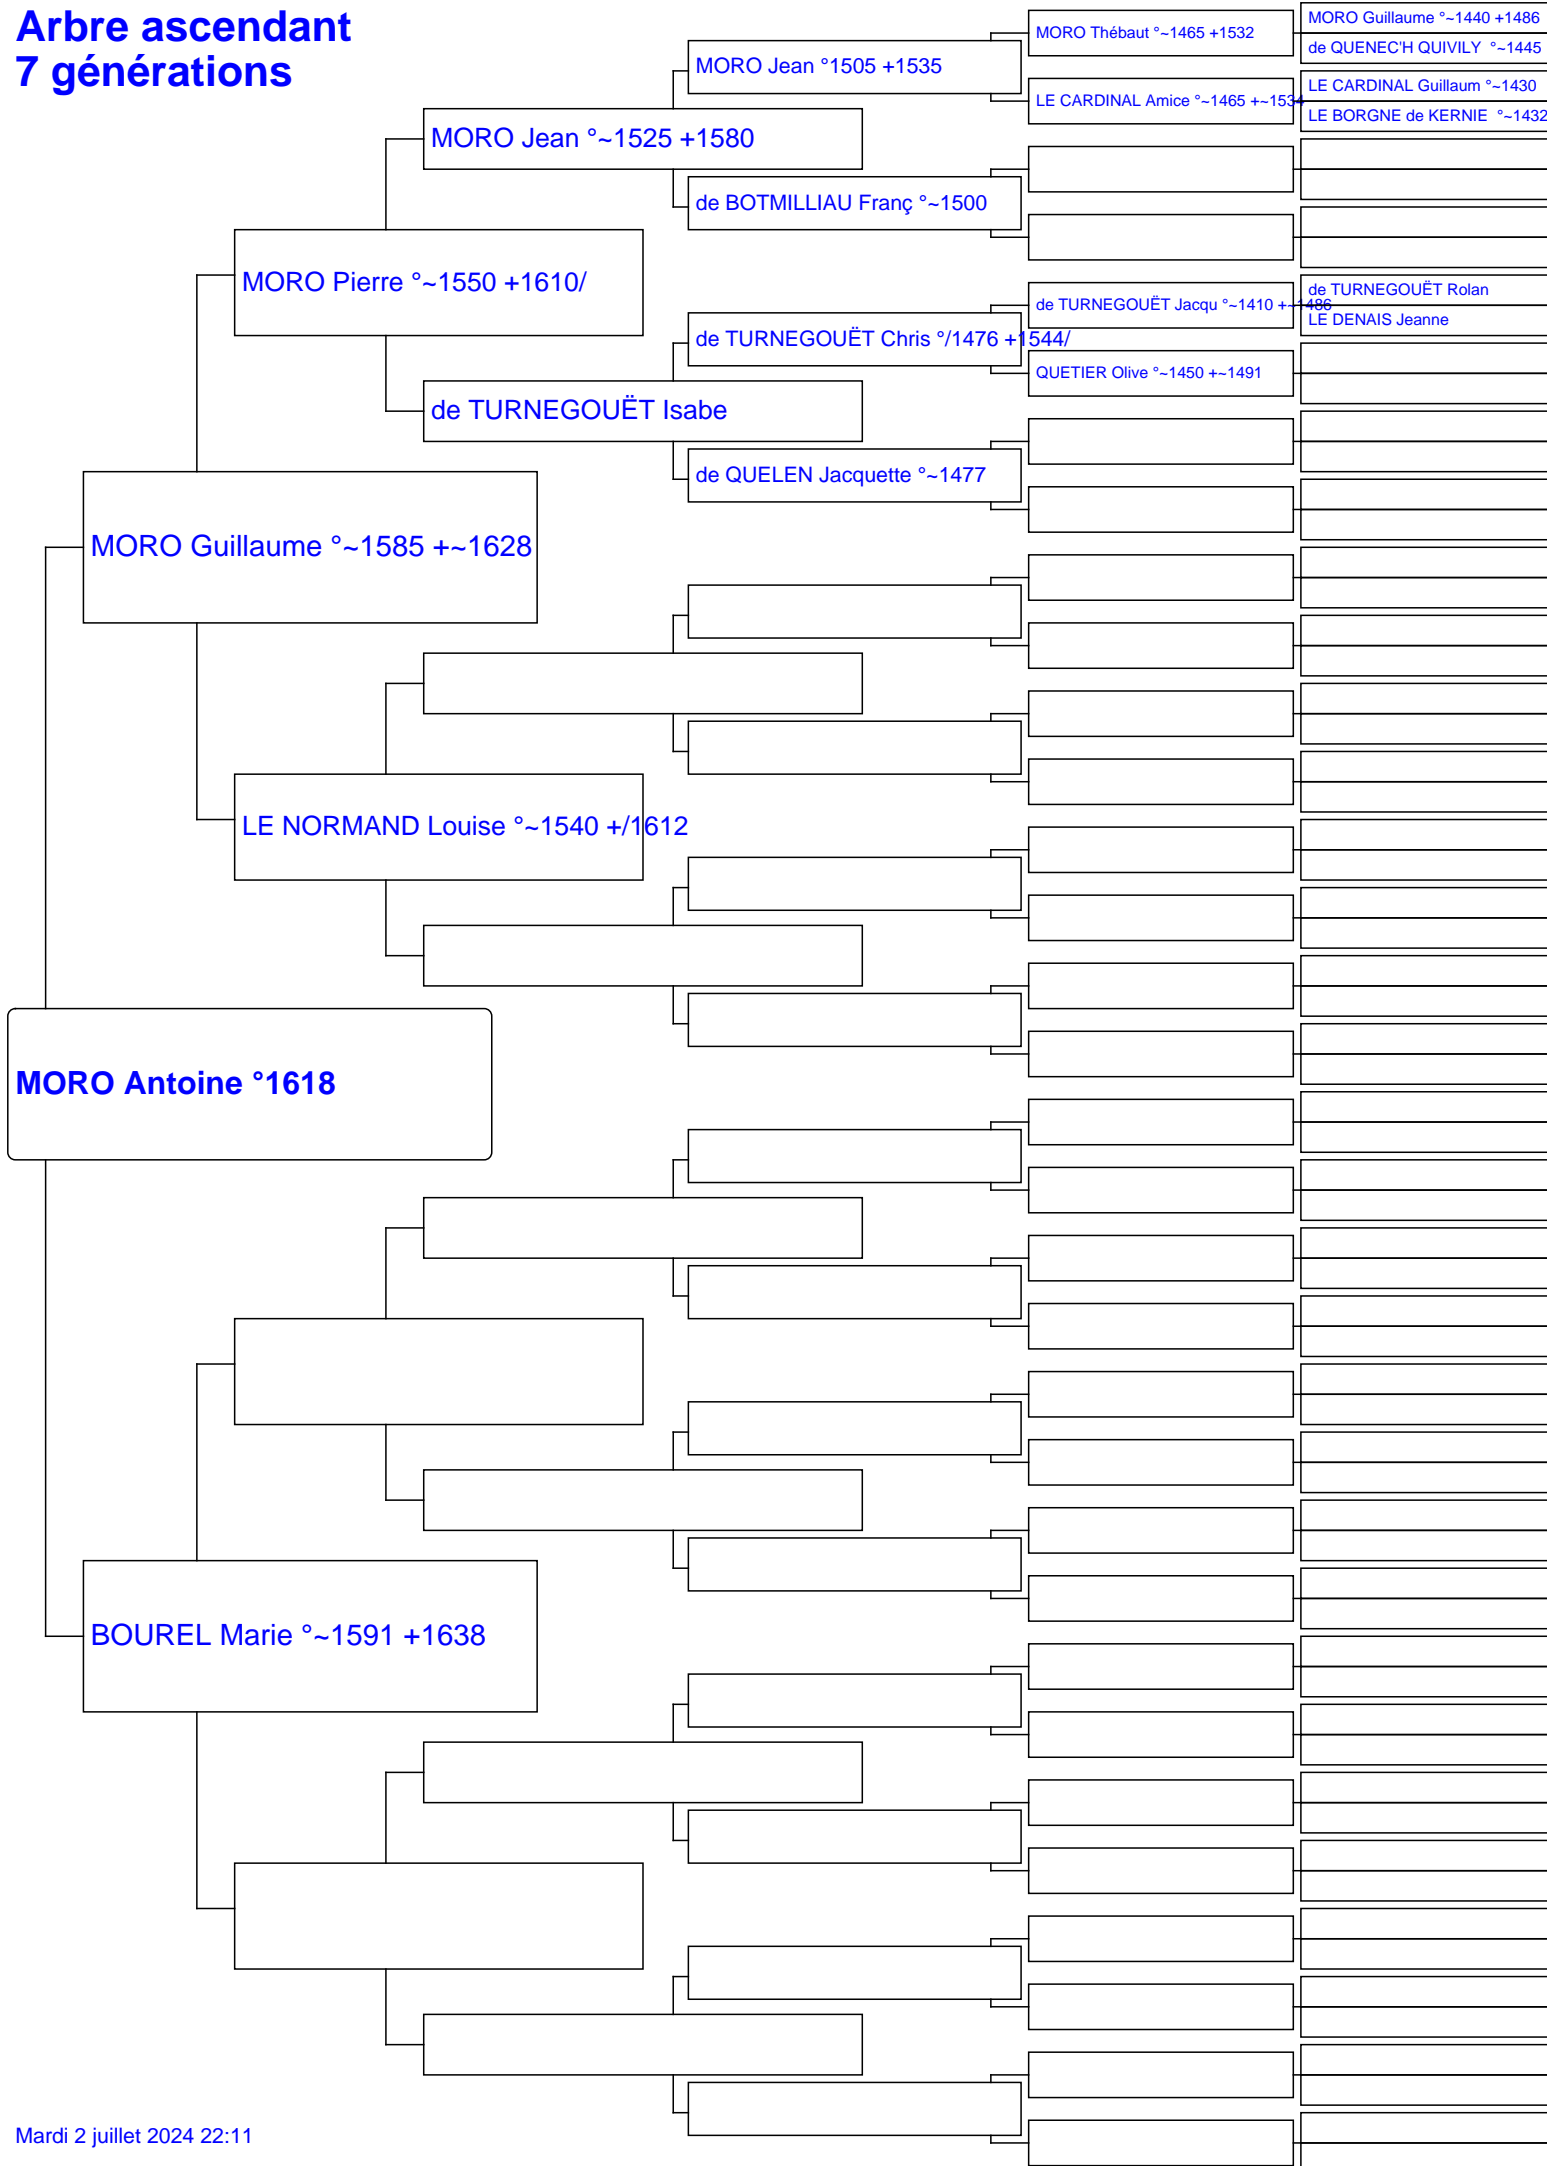 Arbre ascendant
7 générations
MORO Guillaume °~1440 +1486
MORO Thébaut °~1465 +1532
de QUENEC'H QUIVILY °~1445
MORO Jean °1505 +1535
LE CARDINAL Guillaum °~1430
LE CARDINAL Amice °~1465 +~1534
LE BORGNE de KERNIE °~1432
MORO Jean °~1525 +1580
de BOTMILLIAU Franç °~1500
MORO Pierre °~1550 +1610/
de TURNEGOUËT Rolan
de TURNEGOUËT Jacqu °~1410 +~1486
LE DENAIS Jeanne
de TURNEGOUËT Chris °/1476 +1544/
QUETIER Olive °~1450 +~1491
de TURNEGOUËT Isabe
de QUELEN Jacquette °~1477
MORO Guillaume °~1585 +~1628
LE NORMAND Louise °~1540 +/1612
MORO Antoine °1618
BOUREL Marie °~1591 +1638
Mardi 2 juillet 2024 22:11